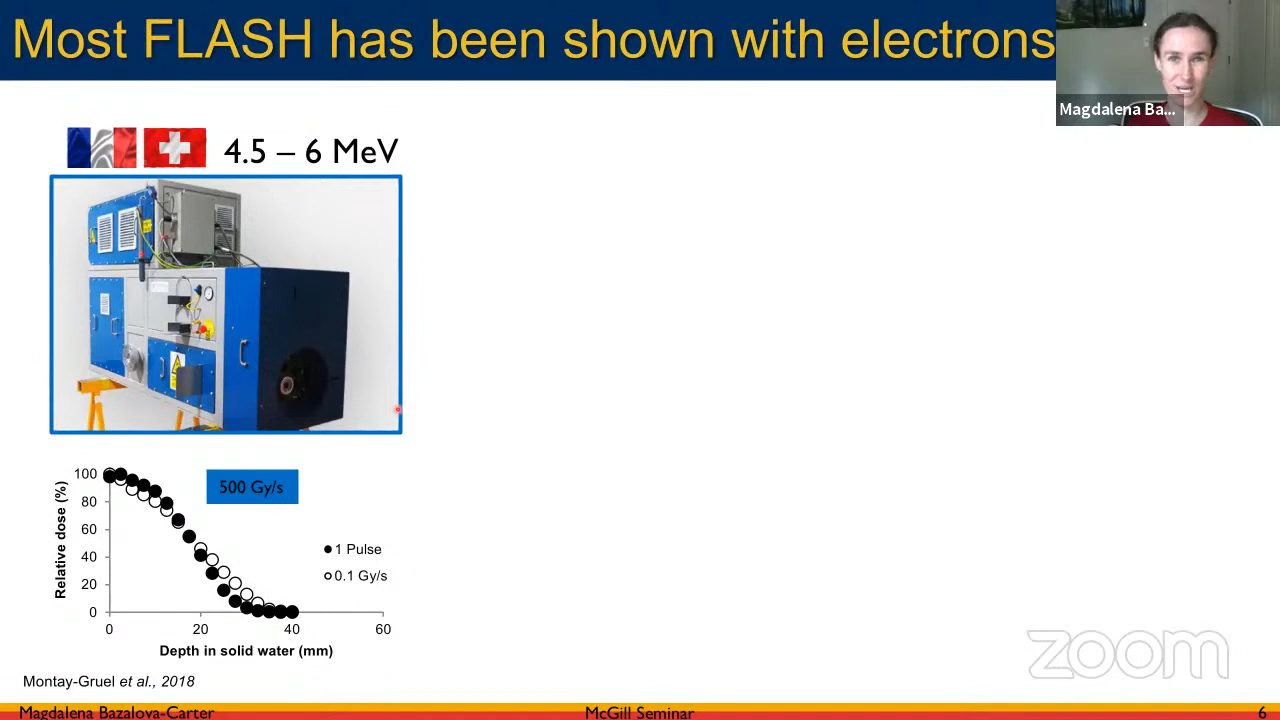 Most FLASH has been shown with electrons
Magdalena Ba...
4.5 – 6 MeV
500 Gy/s
Relative dose (%)
100
80
60
40
20
0
1 Pulse
0.1 Gy/s
0 20 40 60
Depth in solid water (mm)
Montay-Gruel et al., 2018
zoom
Magdalena Bazalova-Carter McGill Seminar 6